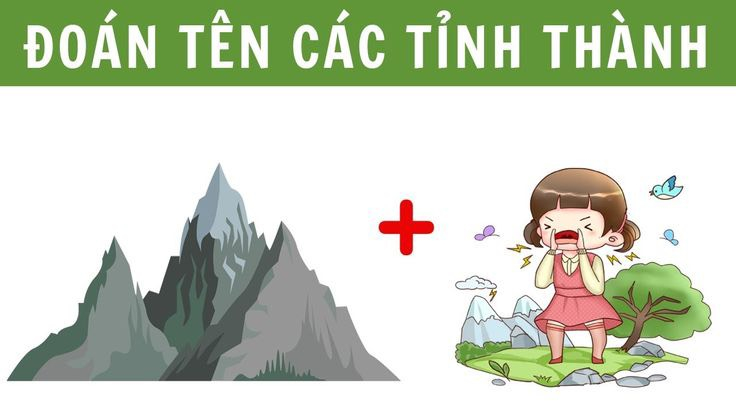 ĐOÁN TÊN CÁC TỈNH THÀNH